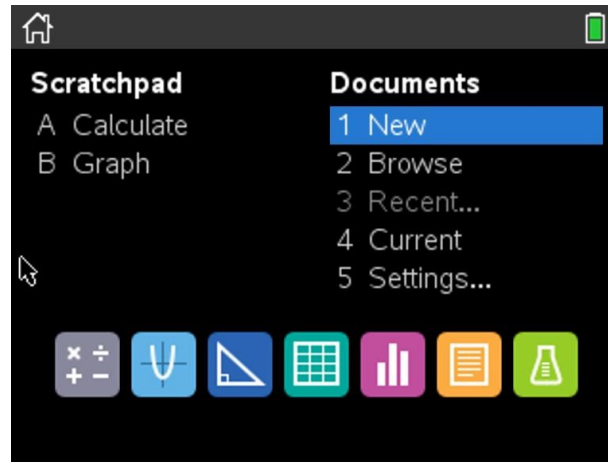 Scratchpad
A Calculate
B Graph
Documents
1 New
2 Browse
3 Recent...
4 Current
5 Settings...